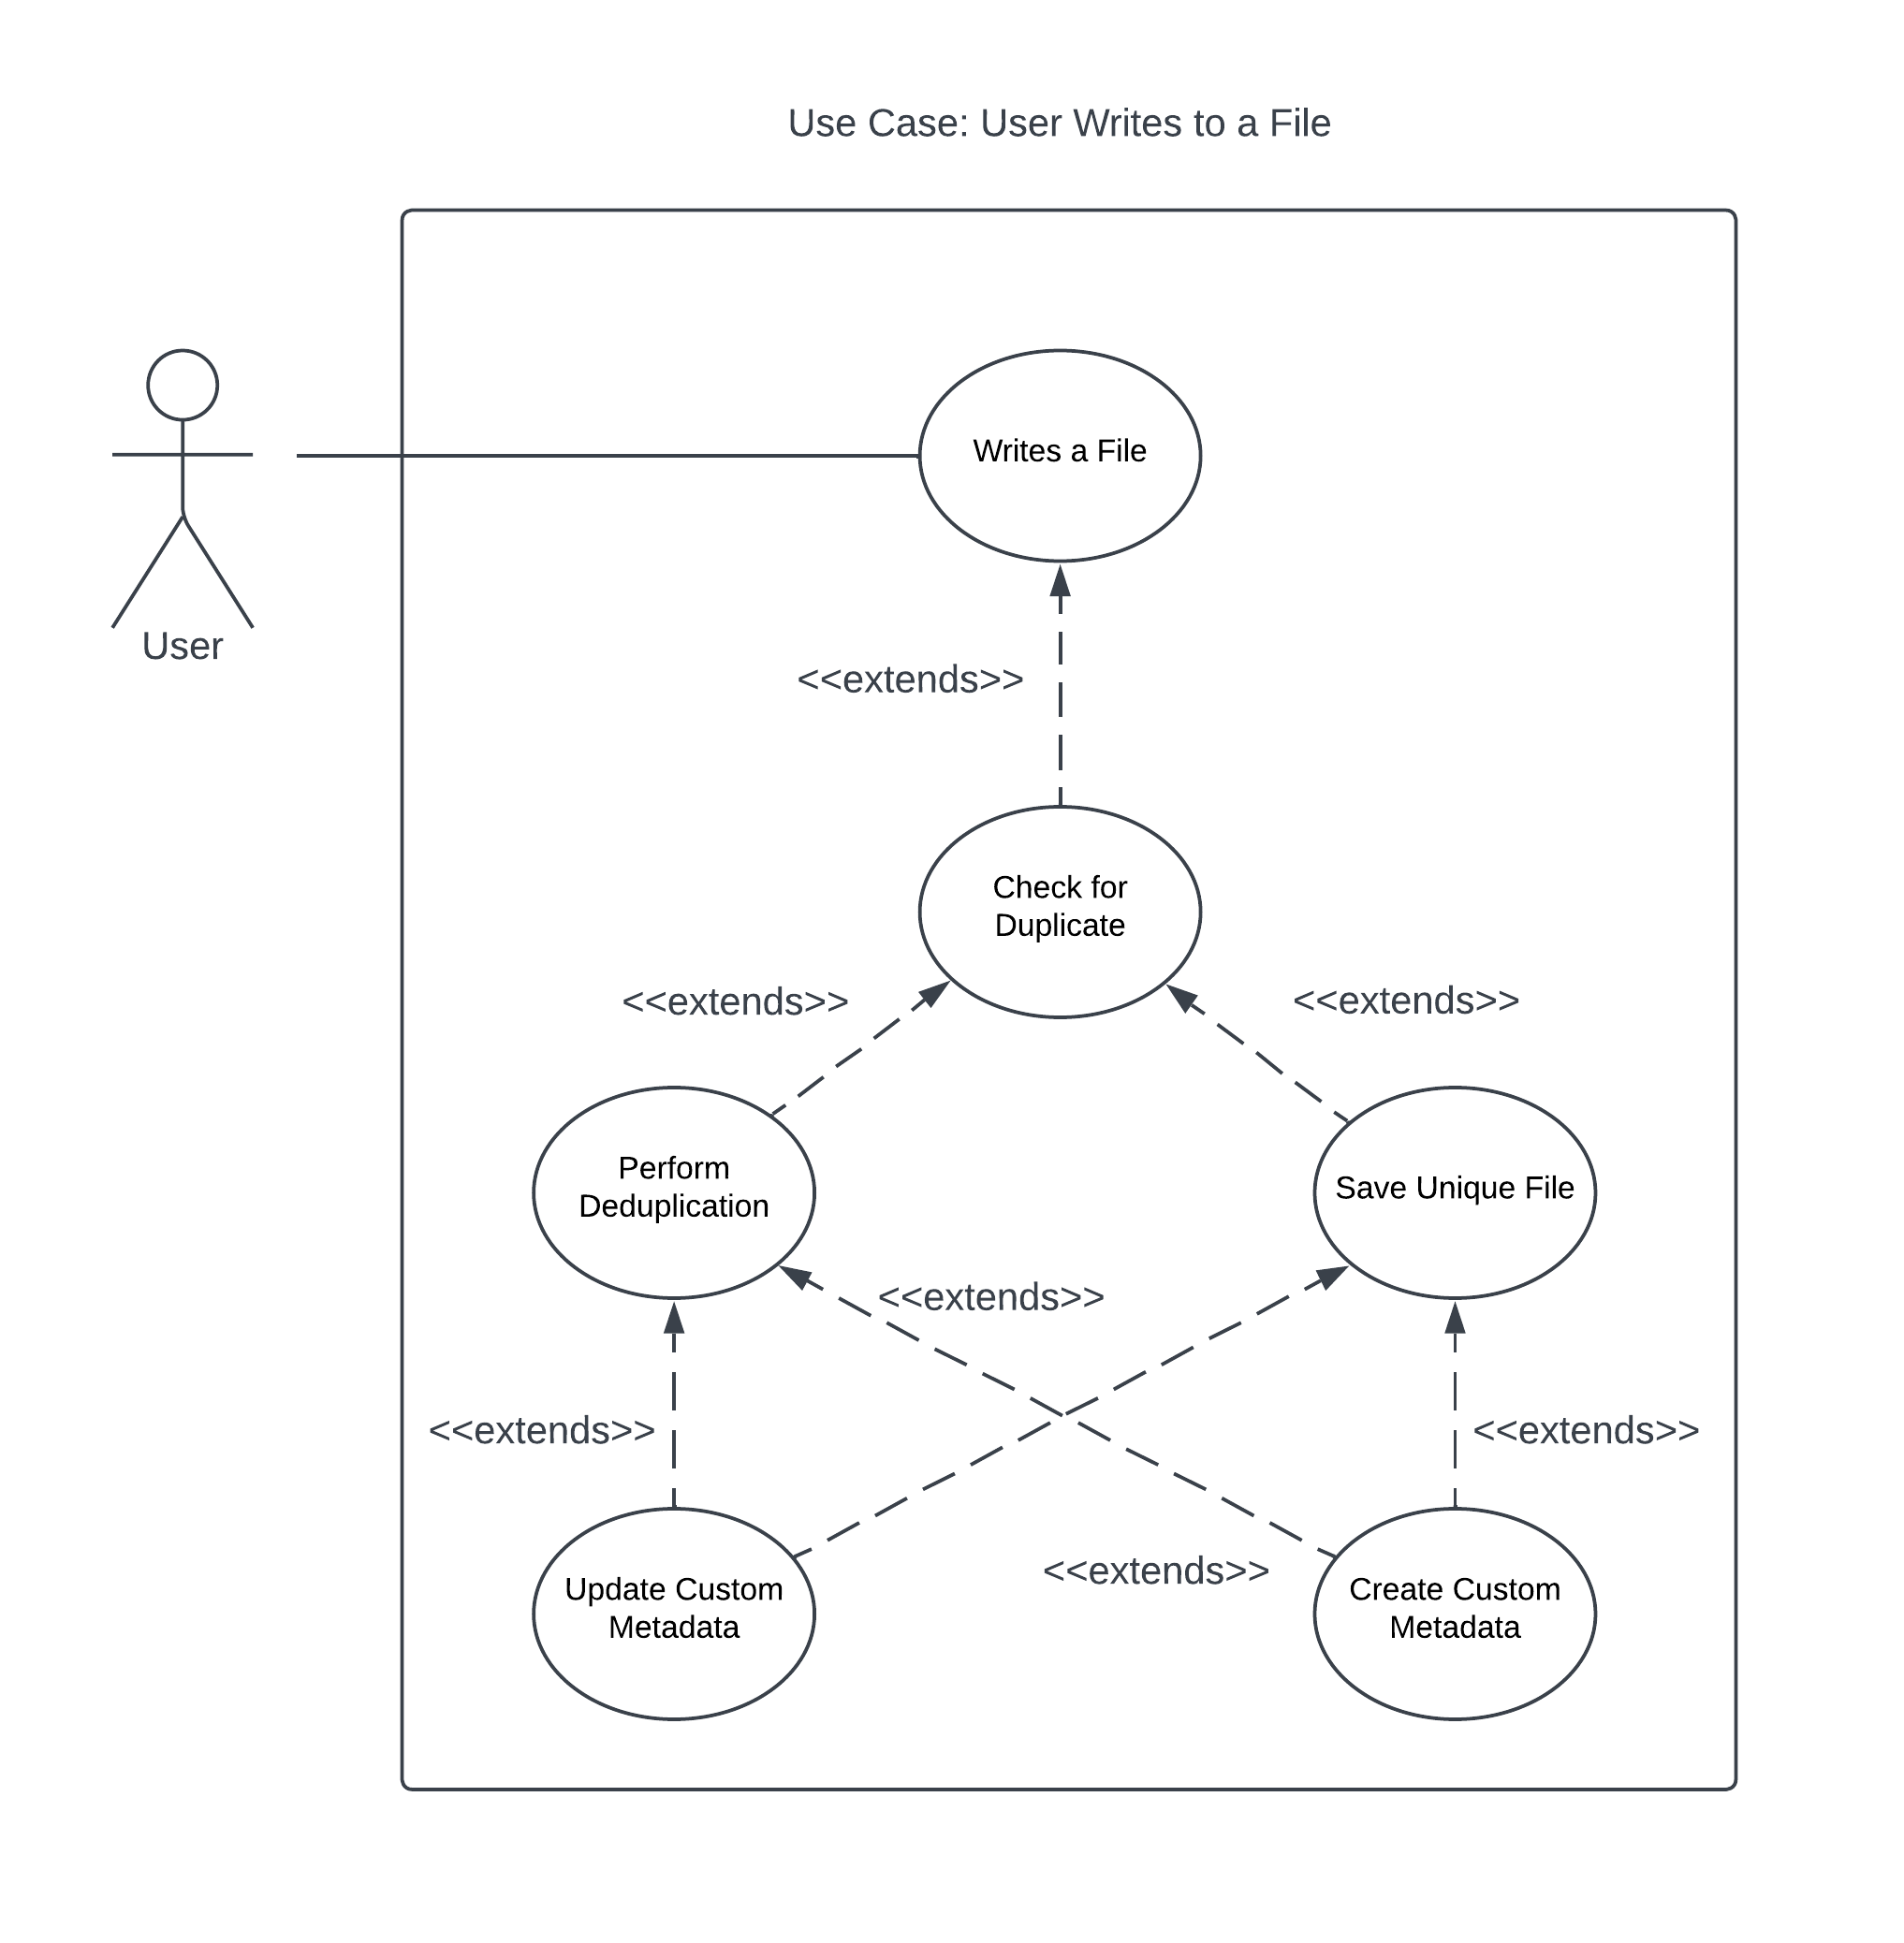 Use Case: User Writes to a File
Writes a File
User
<<extends>>
Check for
Duplicate
<<extends>>
<<extends>>
Perform
Deduplication
Save Unique File
<<extends>>
<<extends>>
<<extends>>
<<extends>>
Update Custom
Metadata
Create Custom
Metadata